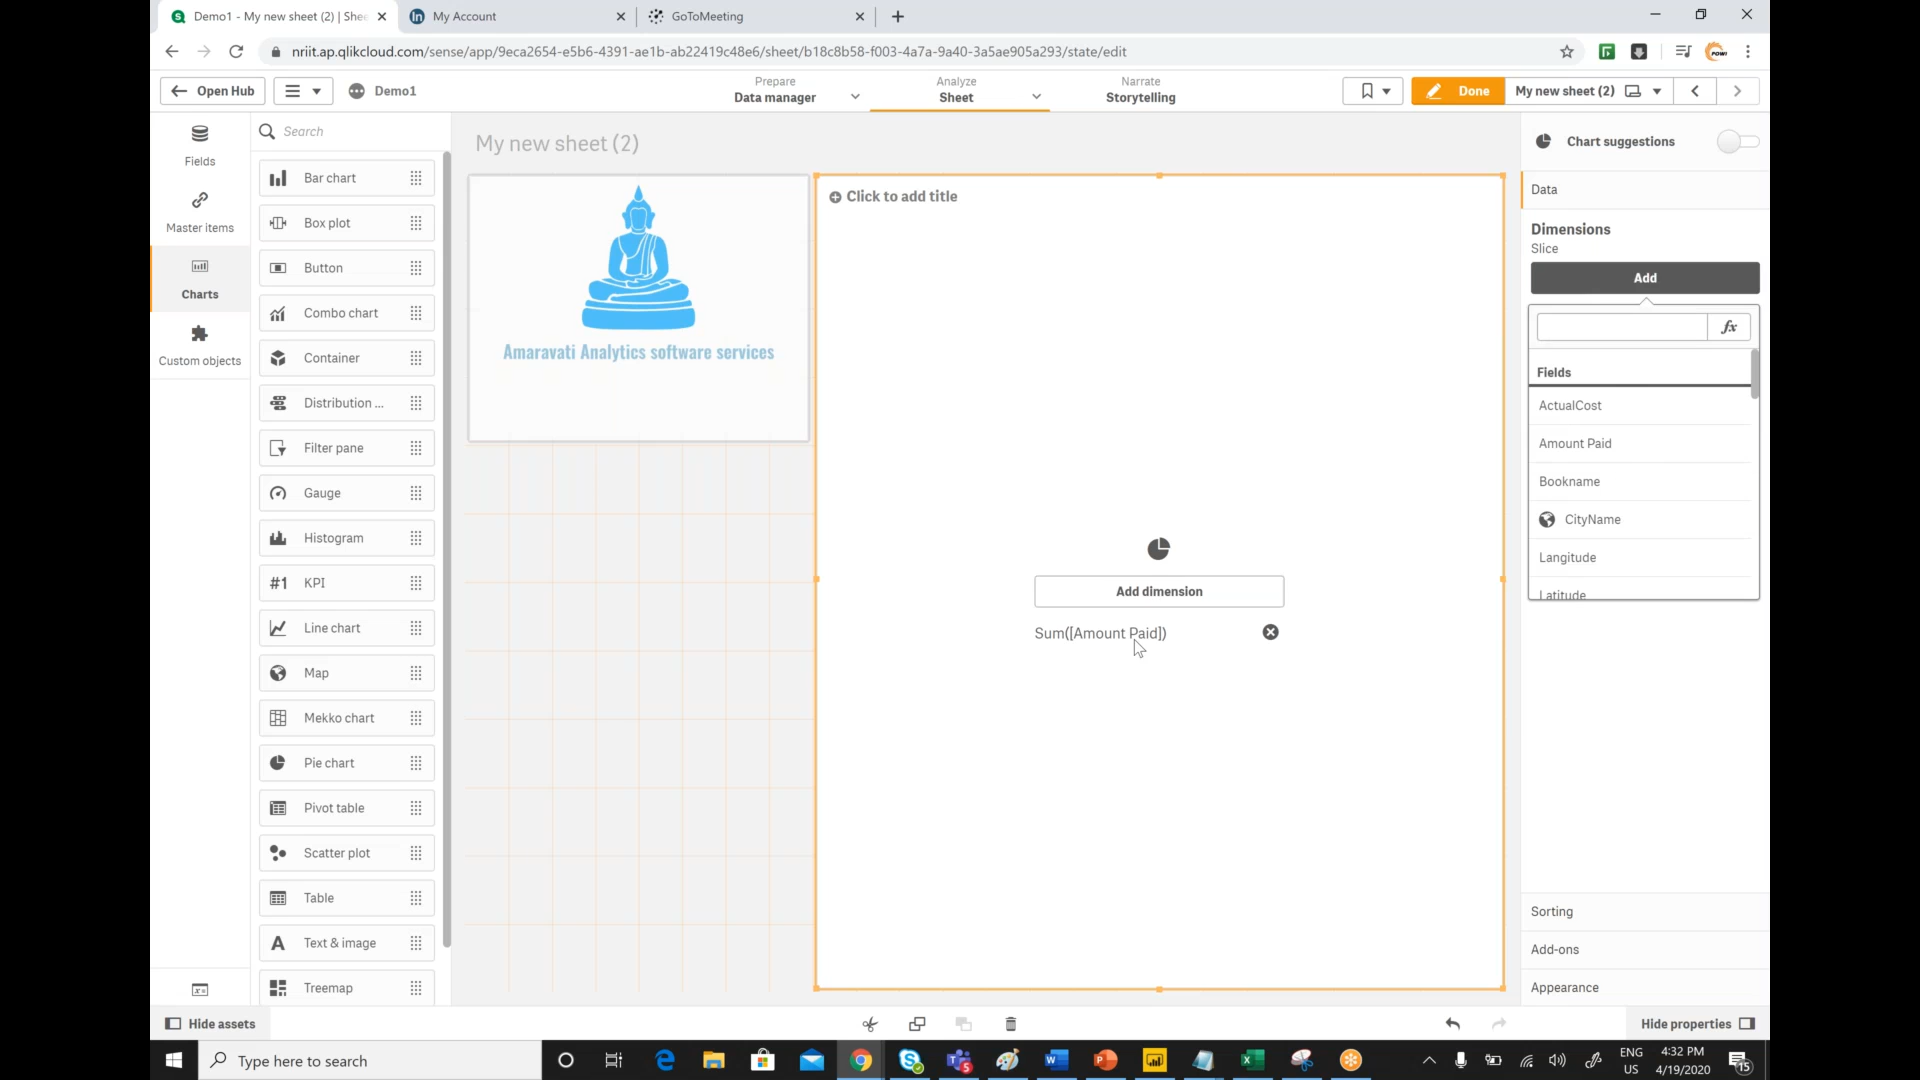 Demo1 - My new sheet (2) | Shee
My Account
GoToMeeting
nriit.ap.qlikcloud.com/sense/app/9eca2654-e5b6-4391-ae1b-ab22419c48e6/sheet/b18c8b58-f003-4a7a-9a40-3a5ae905a293/state/edit
Open Hub
Demo1
Prepare
Data manager
Analyze
Sheet
Narrate
Storytelling
Done
My new sheet (2)
Fields
Master items
Charts
Custom objects
Search
Bar chart
Box plot
Button
Combo chart
Container
Distribution ...
Filter pane
Gauge
Histogram
#1 KPI
Line chart
Map
Mekko chart
Pie chart
Pivot table
Scatter plot
Table
A Text & image
Treemap
My new sheet (2)
Amaravati Analytics software services
Click to add title
Add dimension
Sum([Amount Paid])
Chart suggestions
Data
Dimensions
Slice
Add
fx
Fields
ActualCost
Amount Paid
Bookname
CityName
Langitude
Latitude
Sorting
Add-ons
Appearance
Hide assets
Hide properties
Type here to search
ENG
US
4:32 PM
4/19/2020
15